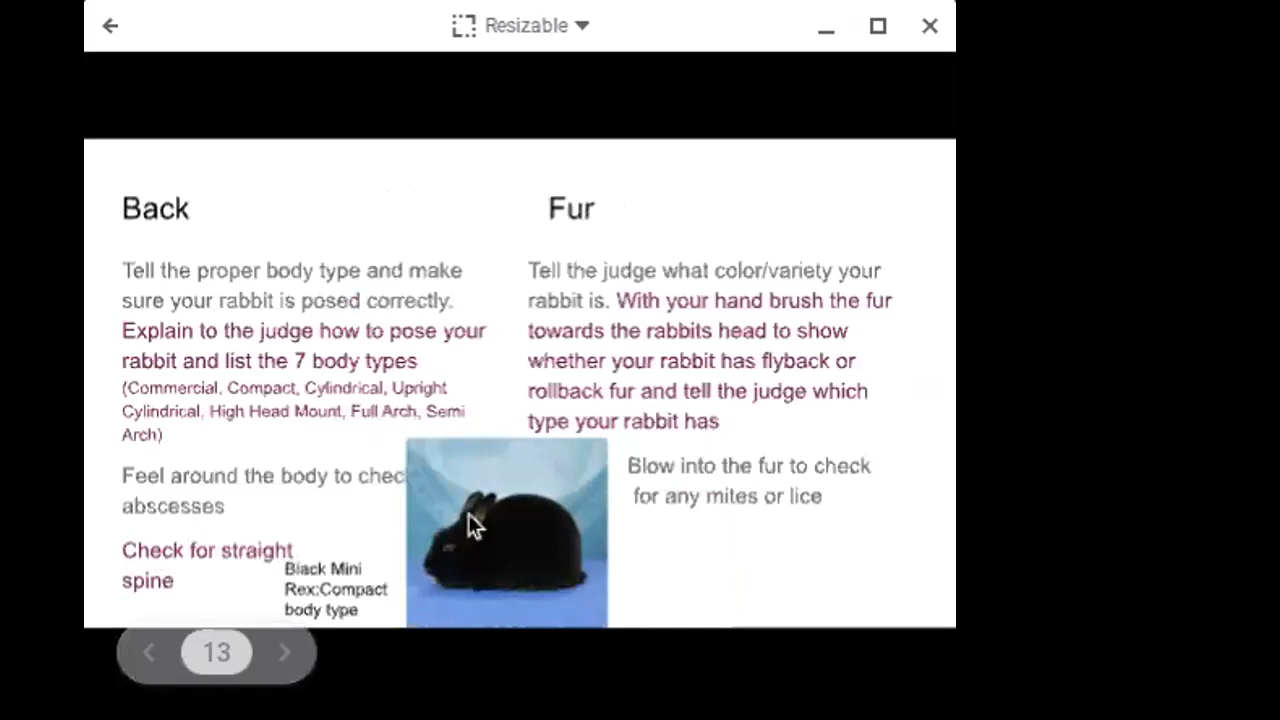 Resizable
Back
Tell the proper body type and make
sure your rabbit is posed correctly.
Explain to the judge how to pose your
rabbit and list the 7 body types
(Commercial, Compact, Cylindrical, Upright
Cylindrical, High Head Mount, Full Arch, Semi
Arch)
Feel around the body to chec
abscesses
Check for straight
spine
Black Mini
Rex:Compact
body type
Fur
Tell the judge what color/variety your
rabbit is. With your hand brush the fur
towards the rabbits head to show
whether your rabbit has flyback or
rollback fur and tell the judge which
type your rabbit has
Blow into the fur to check
for any mites or lice
13